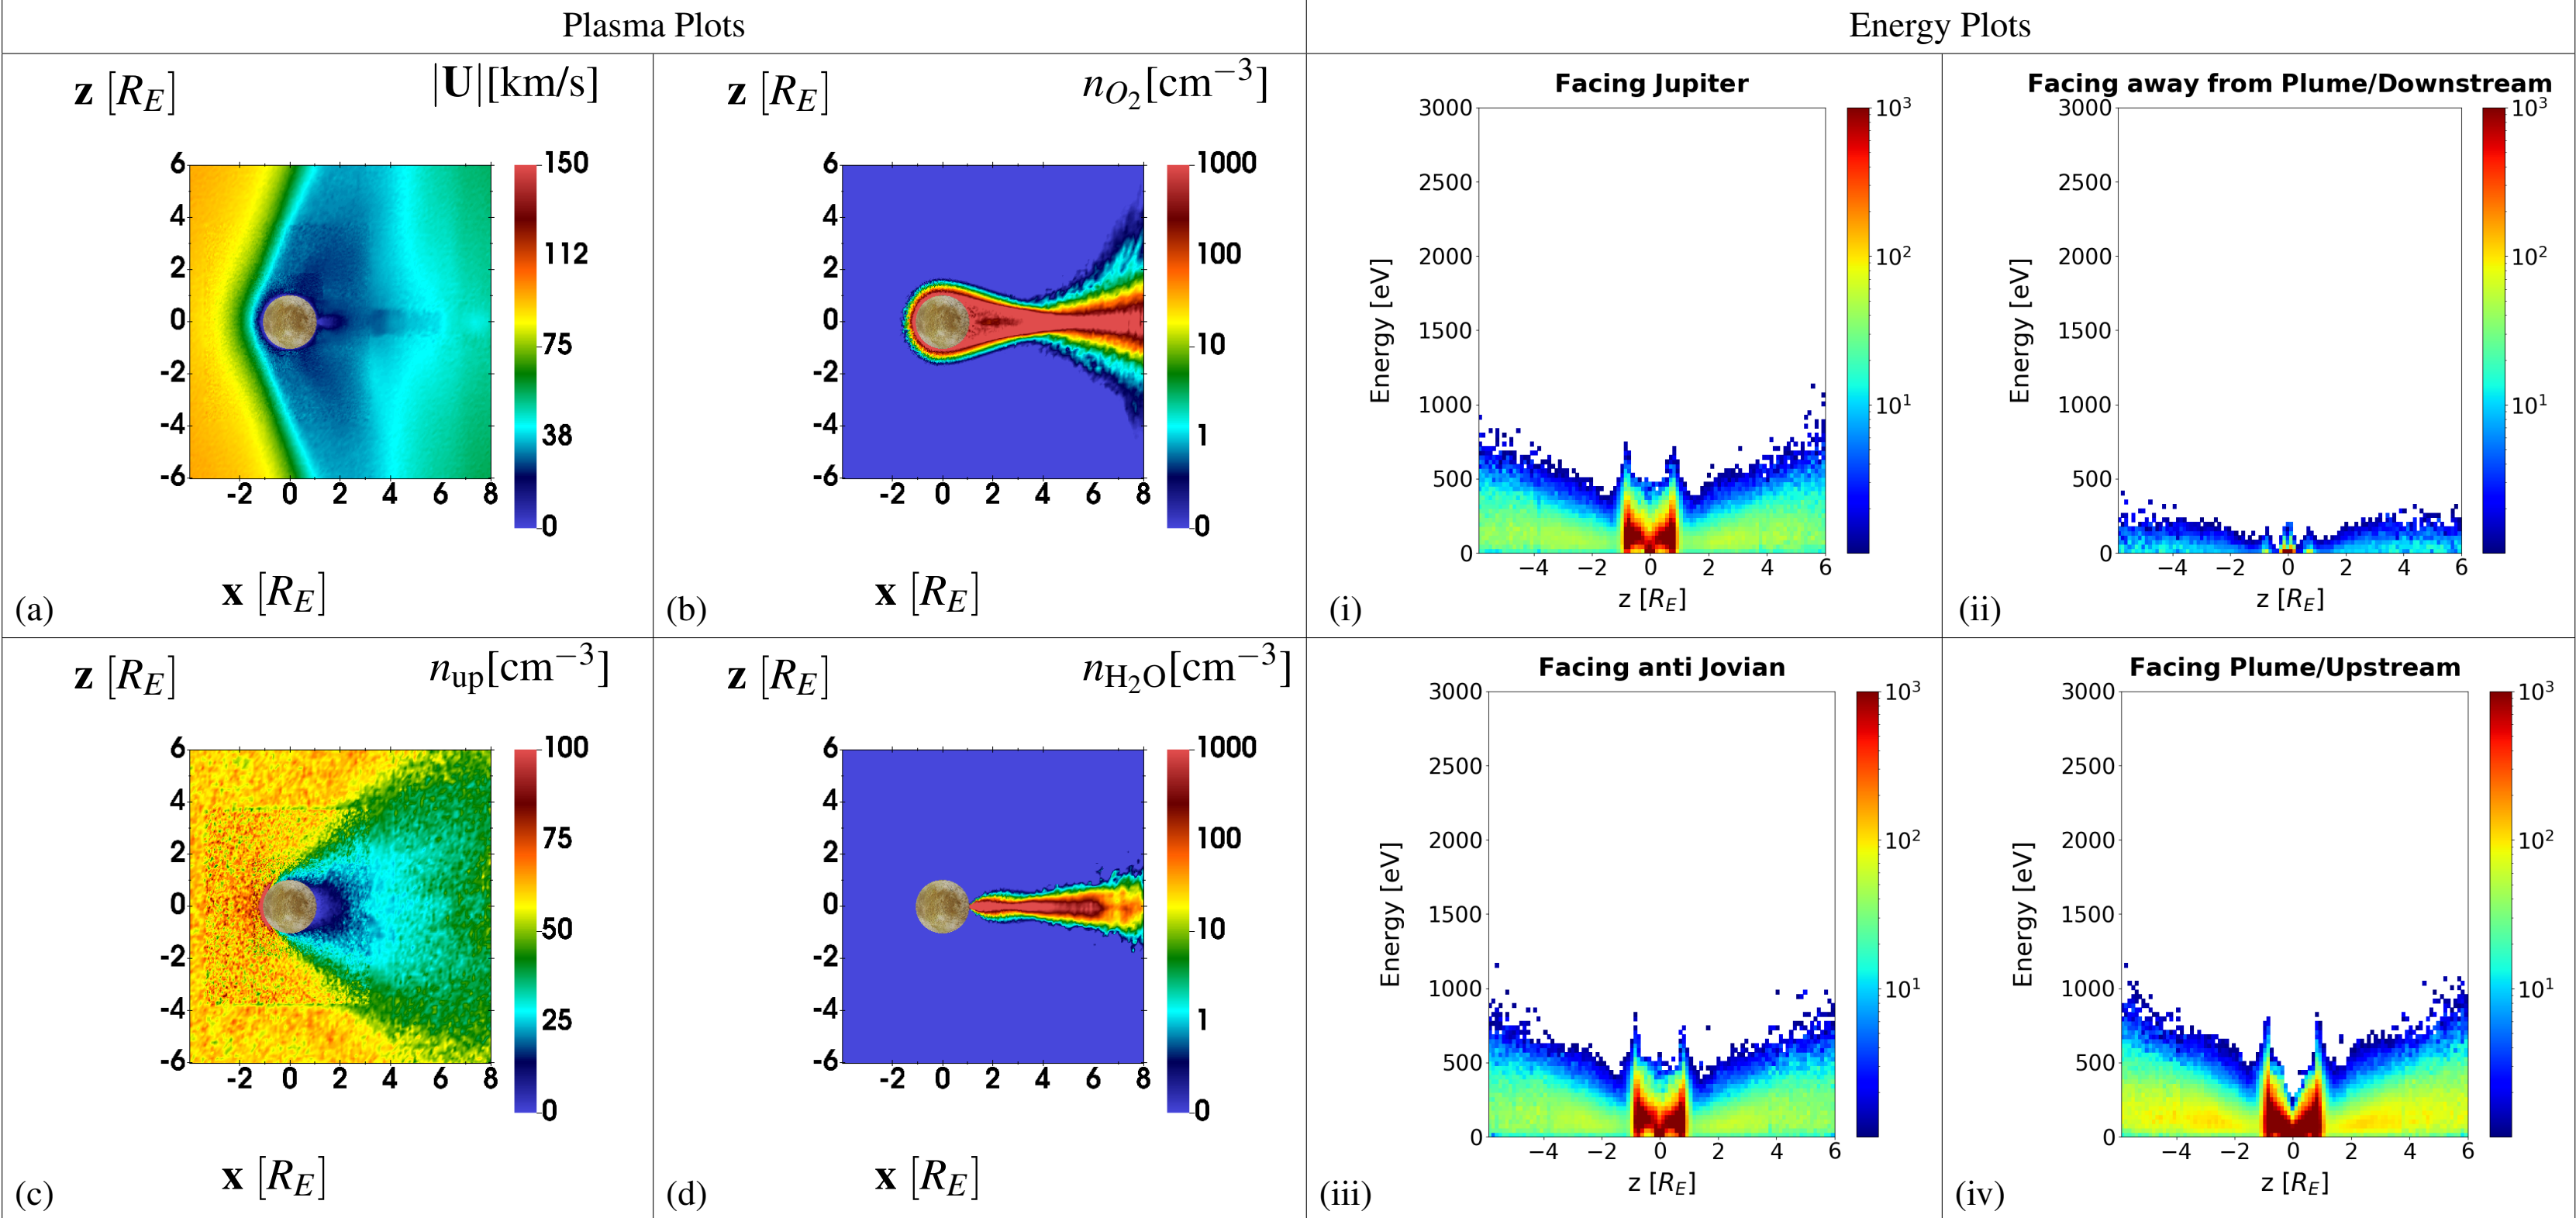 Plasma Plots
Energy Plots
z [R_E]
|U|[km/s]
6
4
2
0
-2
-4
-6
-2 0 2 4 6 8
150
112
75
38
0
x [R_E]
(a)
z [R_E]
n_{O_2}[cm^{−3}]
6
4
2
0
-2
-4
-6
-2 0 2 4 6 8
1000
100
10
1
0
x [R_E]
(b)
Facing Jupiter
Energy [eV]
3000
2500
2000
1500
1000
500
0
−4 −2 0 2 4 6
z [R_E]
10^3
10^2
10^1
(i)
Facing away from Plume/Downstream
Energy [eV]
3000
2500
2000
1500
1000
500
0
−4 −2 0 2 4 6
z [R_E]
10^3
10^2
10^1
(ii)
z [R_E]
n_{up}[cm^{−3}]
6
4
2
0
-2
-4
-6
-2 0 2 4 6 8
100
75
50
25
0
x [R_E]
(c)
z [R_E]
n_{H_2O}[cm^{−3}]
6
4
2
0
-2
-4
-6
-2 0 2 4 6 8
1000
100
10
1
0
x [R_E]
(d)
Facing anti Jovian
Energy [eV]
3000
2500
2000
1500
1000
500
0
−4 −2 0 2 4 6
z [R_E]
10^3
10^2
10^1
(iii)
Facing Plume/Upstream
Energy [eV]
3000
2500
2000
1500
1000
500
0
−4 −2 0 2 4 6
z [R_E]
10^3
10^2
10^1
(iv)